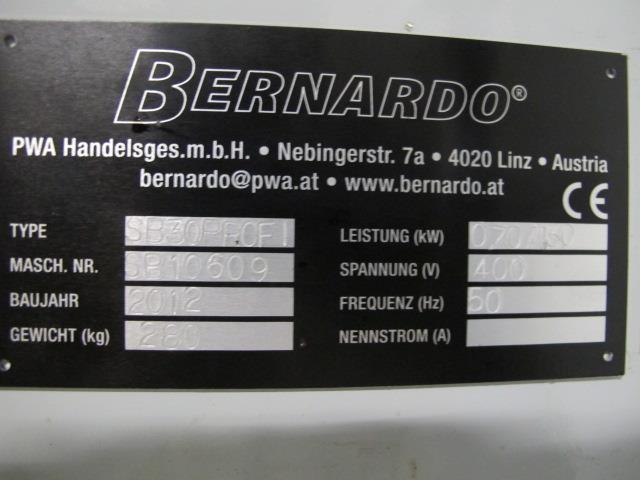 BERNARDO®
PWA Handelsges.m.b.H. • Nebingerstr. 7a • 4020 Linz • Austria
bernardo@pwa.at • www.bernardo.at
CE
TYPE SB30PROFI LEISTUNG (kW)
MASCH. NR. SB10609 SPANNUNG (V) 400
BAUJAHR 2012 FREQUENZ (Hz) 50
GEWICHT (kg) 280 NENNSTROM (A)